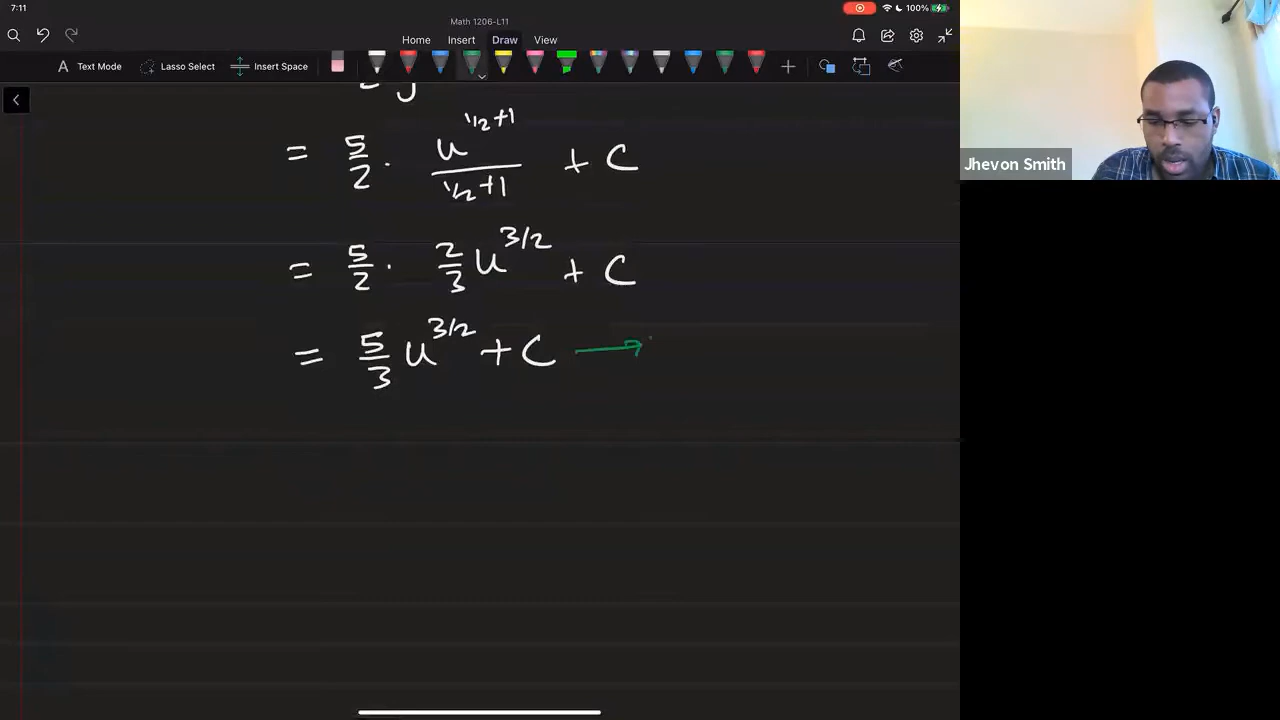 7:11
100%
Math 1206-L11
Home Insert Draw View
A Text Mode Lasso Select Insert Space
= 5/2 · u^(1/2+1)/(1/2+1) + C
= 5/2 · 2/3 u^(3/2) + C
= 5/3 u^(3/2) + C →
Jhevon Smith